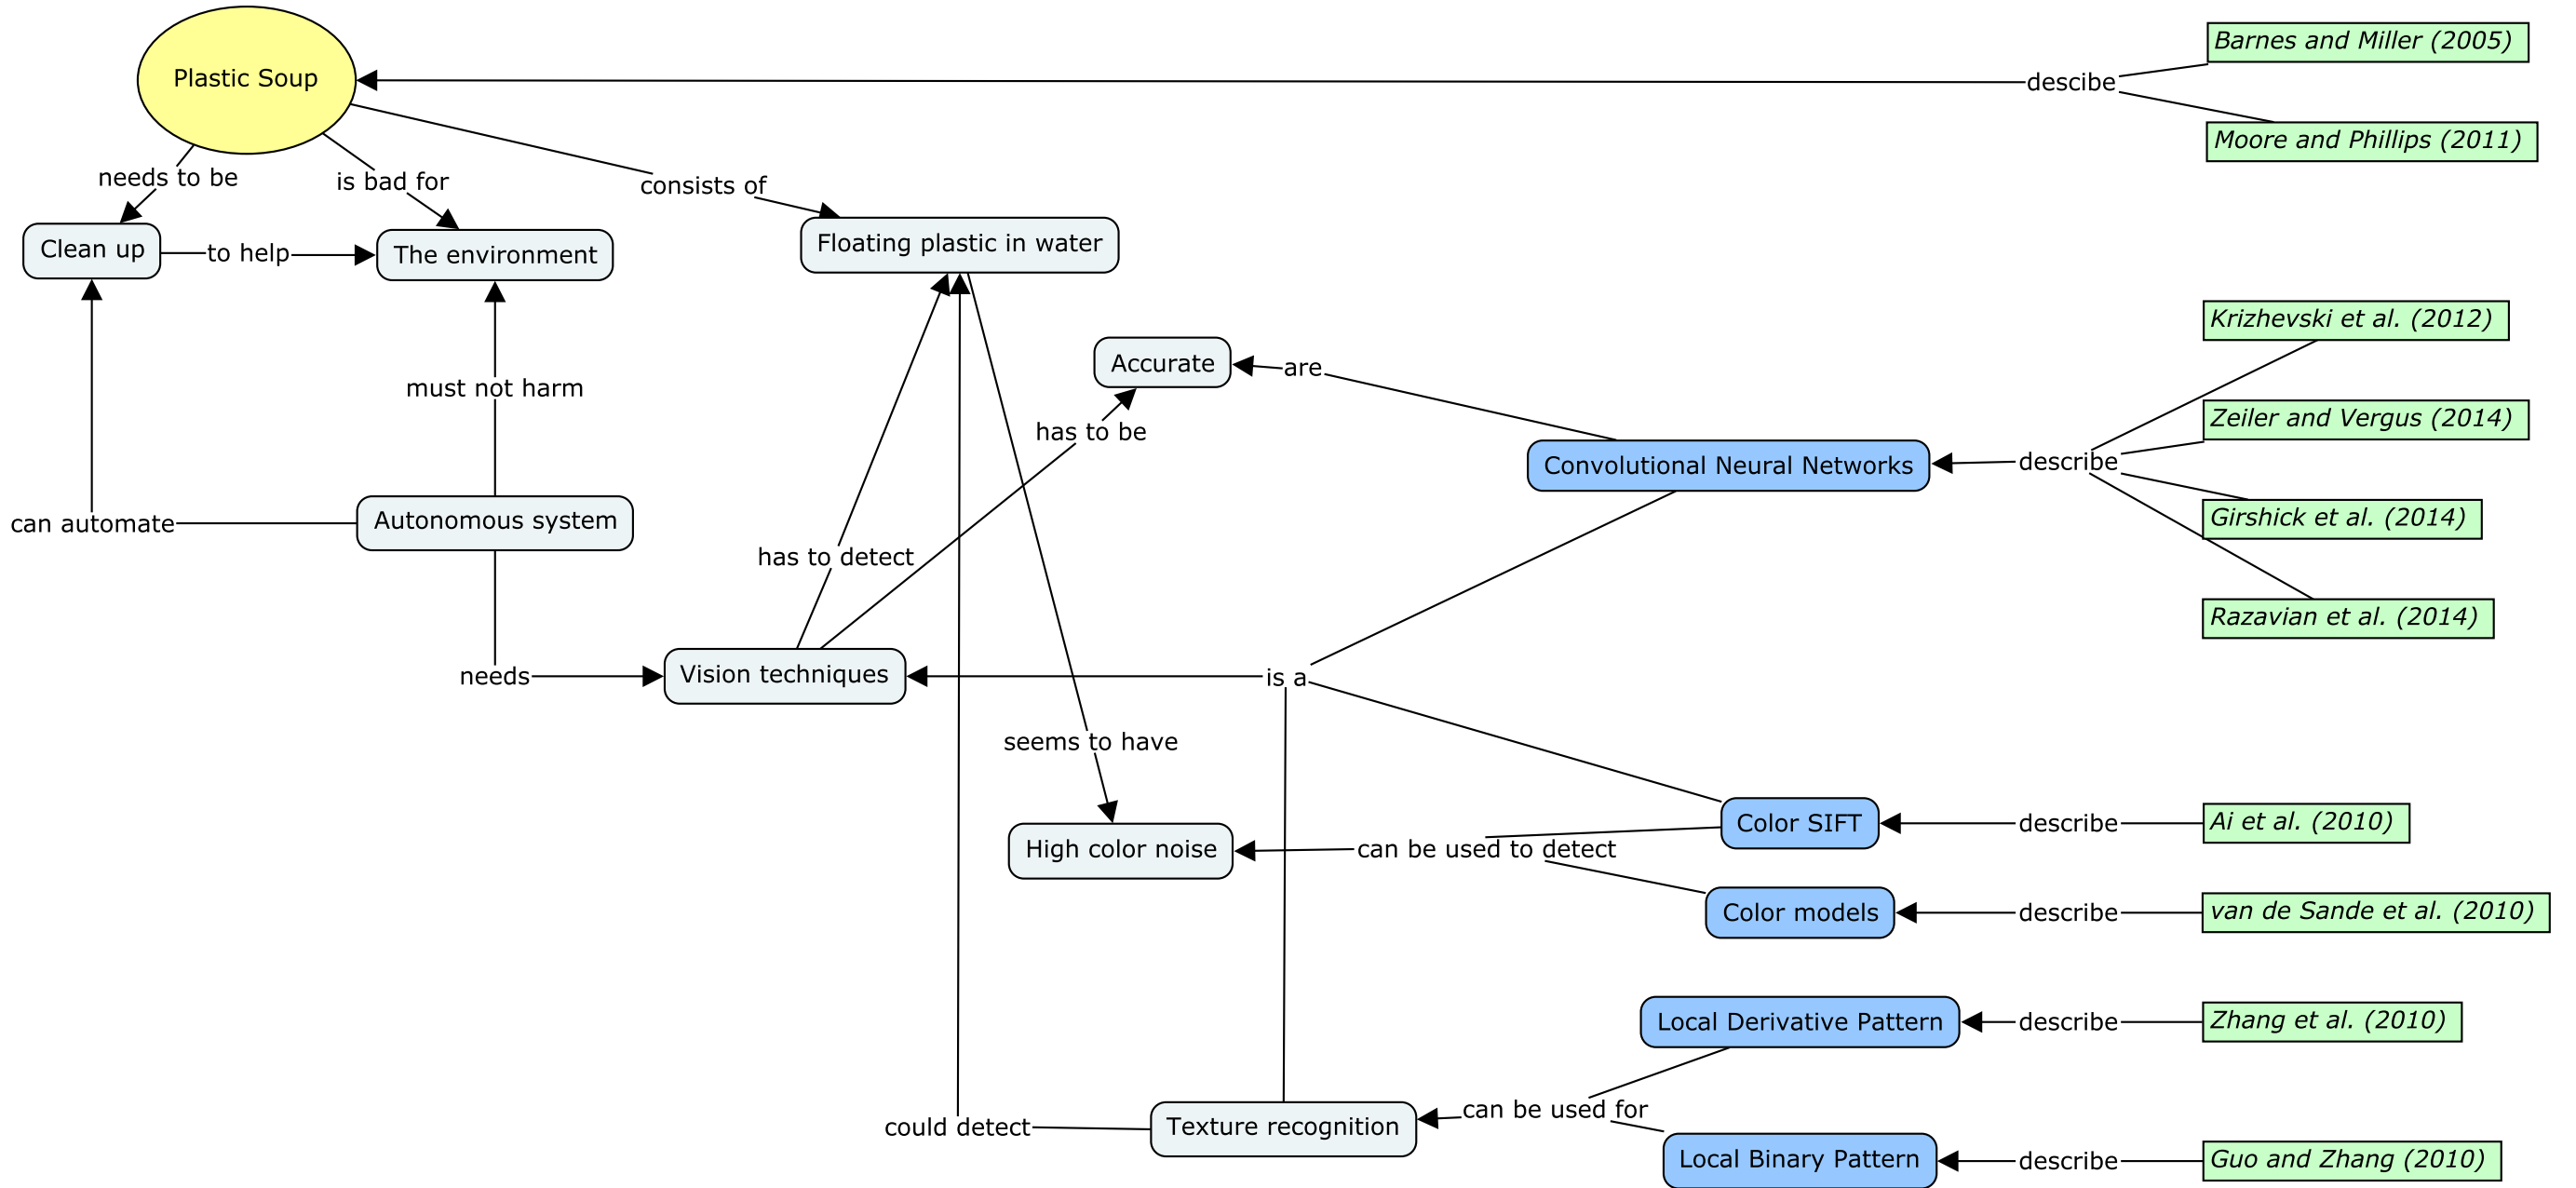 Plastic Soup
Barnes and Miller (2005)
descibe
Moore and Phillips (2011)
needs to be
is bad for
consists of
Clean up
to help
The environment
Floating plastic in water
Krizhevski et al. (2012)
Accurate
are
must not harm
Zeiler and Vergus (2014)
has to be
Convolutional Neural Networks
describe
can automate
Autonomous system
Girshick et al. (2014)
has to detect
Razavian et al. (2014)
needs
Vision techniques
is a
seems to have
High color noise
can be used to detect
Color SIFT
describe
Ai et al. (2010)
Color models
describe
van de Sande et al. (2010)
Local Derivative Pattern
describe
Zhang et al. (2010)
could detect
Texture recognition
can be used for
Local Binary Pattern
describe
Guo and Zhang (2010)